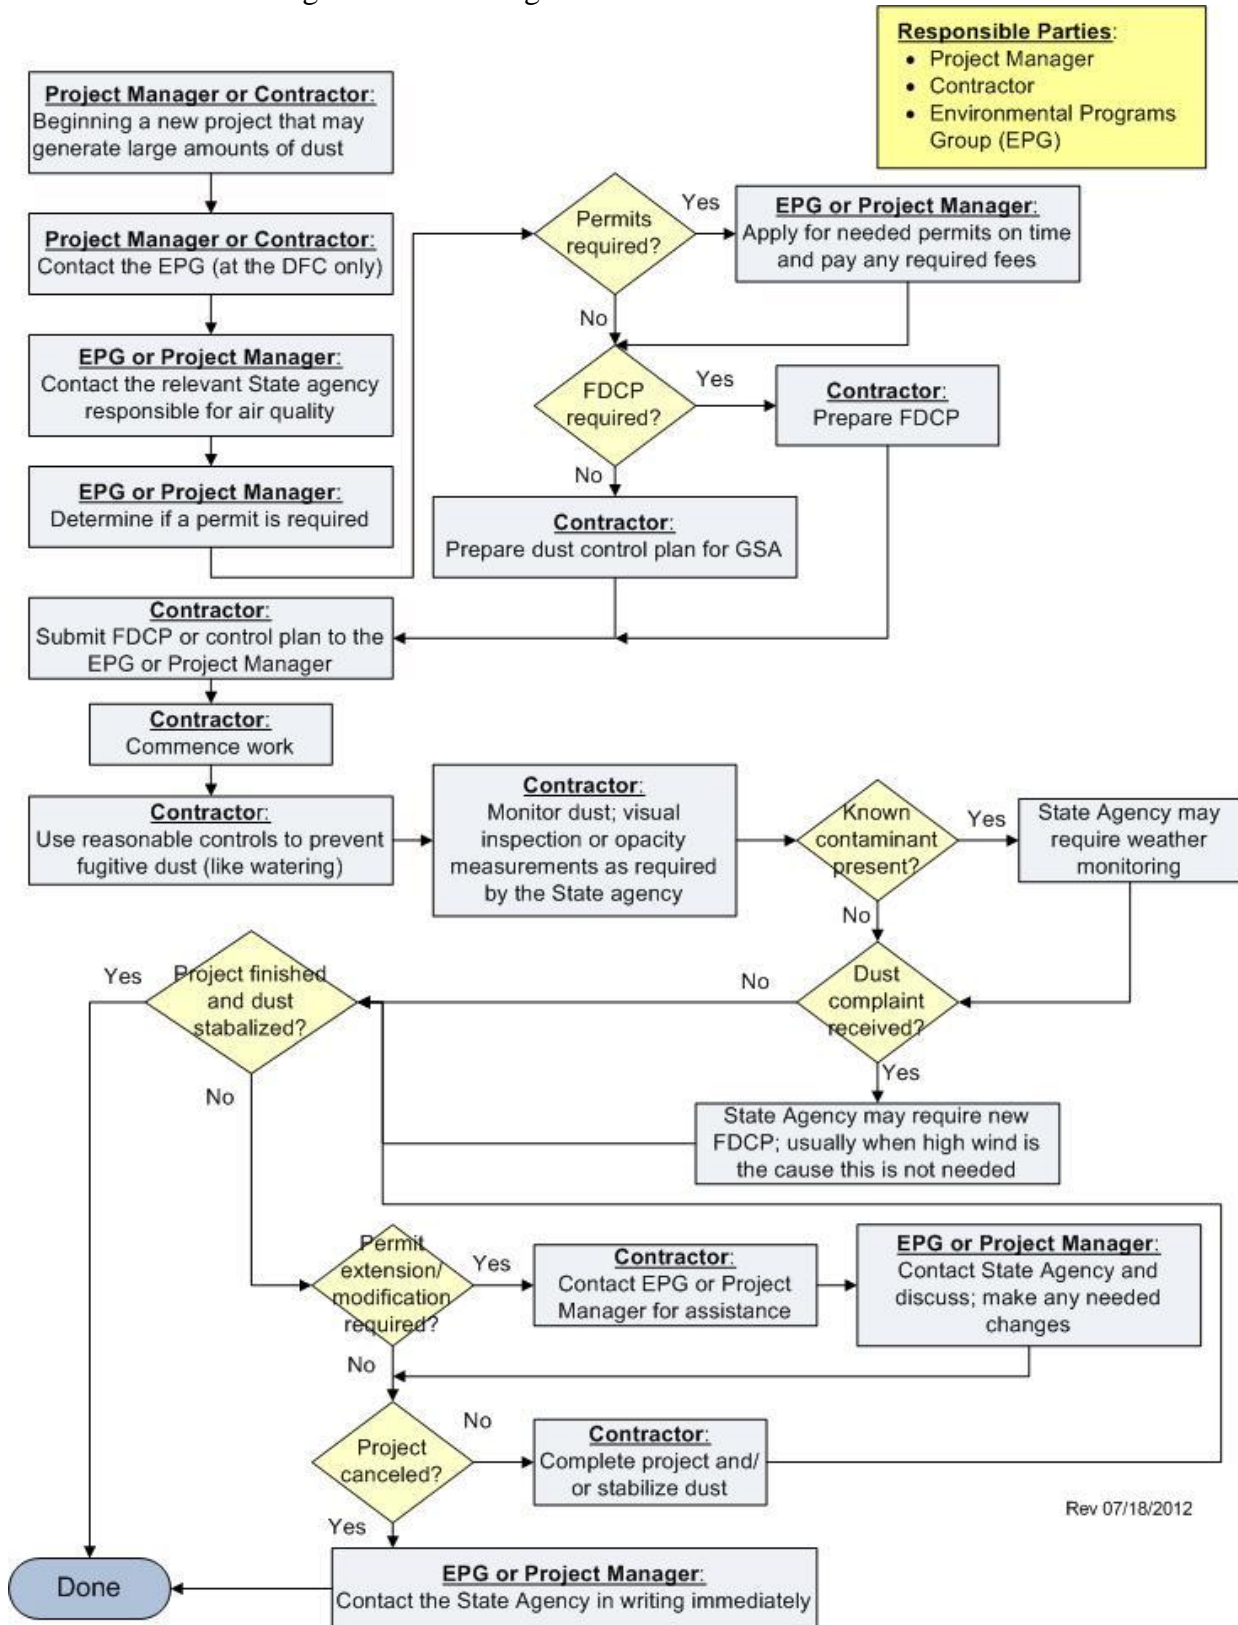 Responsible Parties:
• Project Manager
• Contractor
• Environmental Programs
Group (EPG)
Project Manager or Contractor:
Beginning a new project that may
generate large amounts of dust
Project Manager or Contractor:
Contact the EPG (at the DFC only)
EPG or Project Manager:
Contact the relevant State agency
responsible for air quality
EPG or Project Manager:
Determine if a permit is required
Permits
required?
Yes
EPG or Project Manager:
Apply for needed permits on time
and pay any required fees
No
FDCP
required?
Yes
Contractor:
Prepare FDCP
No
Contractor:
Prepare dust control plan for GSA
Contractor:
Submit FDCP or control plan to the
EPG or Project Manager
Contractor:
Commence work
Contractor:
Use reasonable controls to prevent
fugitive dust (like watering)
Contractor:
Monitor dust; visual
inspection or opacity
measurements as required
by the State agency
Known
contaminant
present?
Yes
State Agency may
require weather
monitoring
No
Dust
complaint
received?
No
Yes
State Agency may require new
FDCP; usually when high wind is
the cause this is not needed
Project finished
and dust
stabalized?
Yes
No
Permit
extension/
modification
required?
Yes
Contractor:
Contact EPG or Project
Manager for assistance
EPG or Project Manager:
Contact State Agency and
discuss; make any needed
changes
No
Project
canceled?
No
Contractor:
Complete project and/
or stabilize dust
Yes
EPG or Project Manager:
Contact the State Agency in writing immediately
Done
Rev 07/18/2012